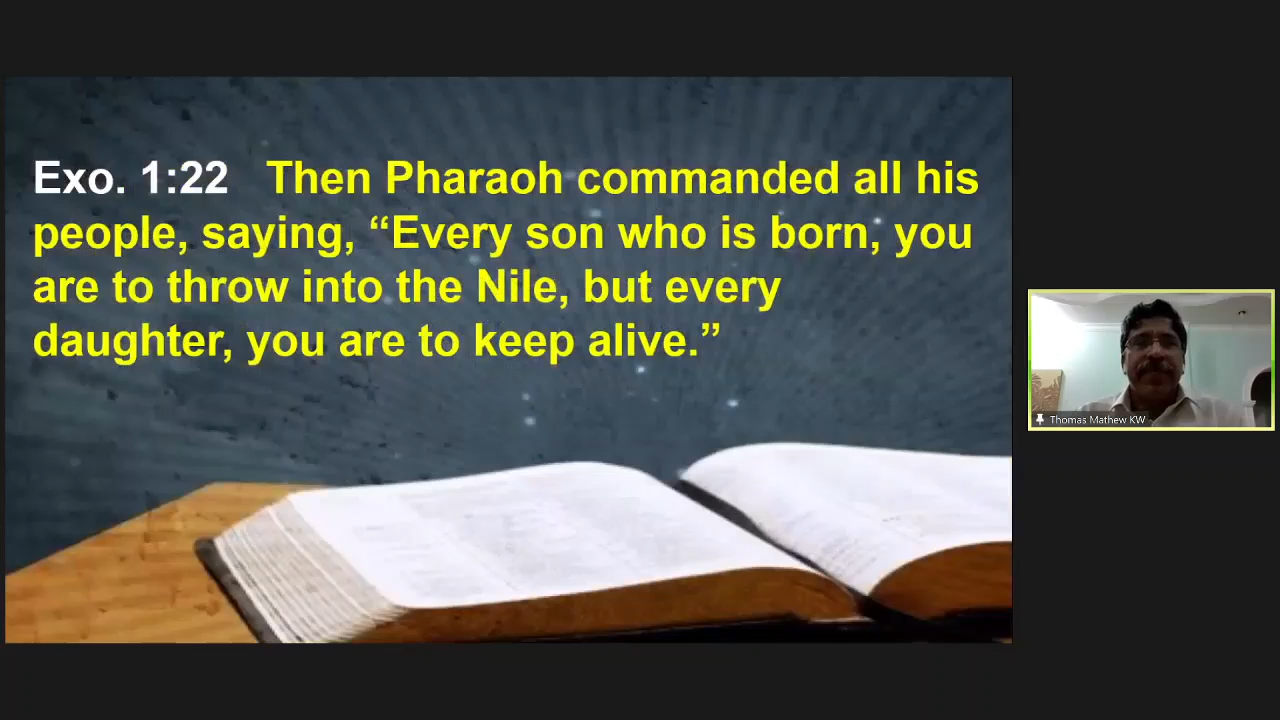 Exo. 1:22 Then Pharaoh commanded all his
people, saying, “Every son who is born, you
are to throw into the Nile, but every
daughter, you are to keep alive.”
Thomas Mathew KW